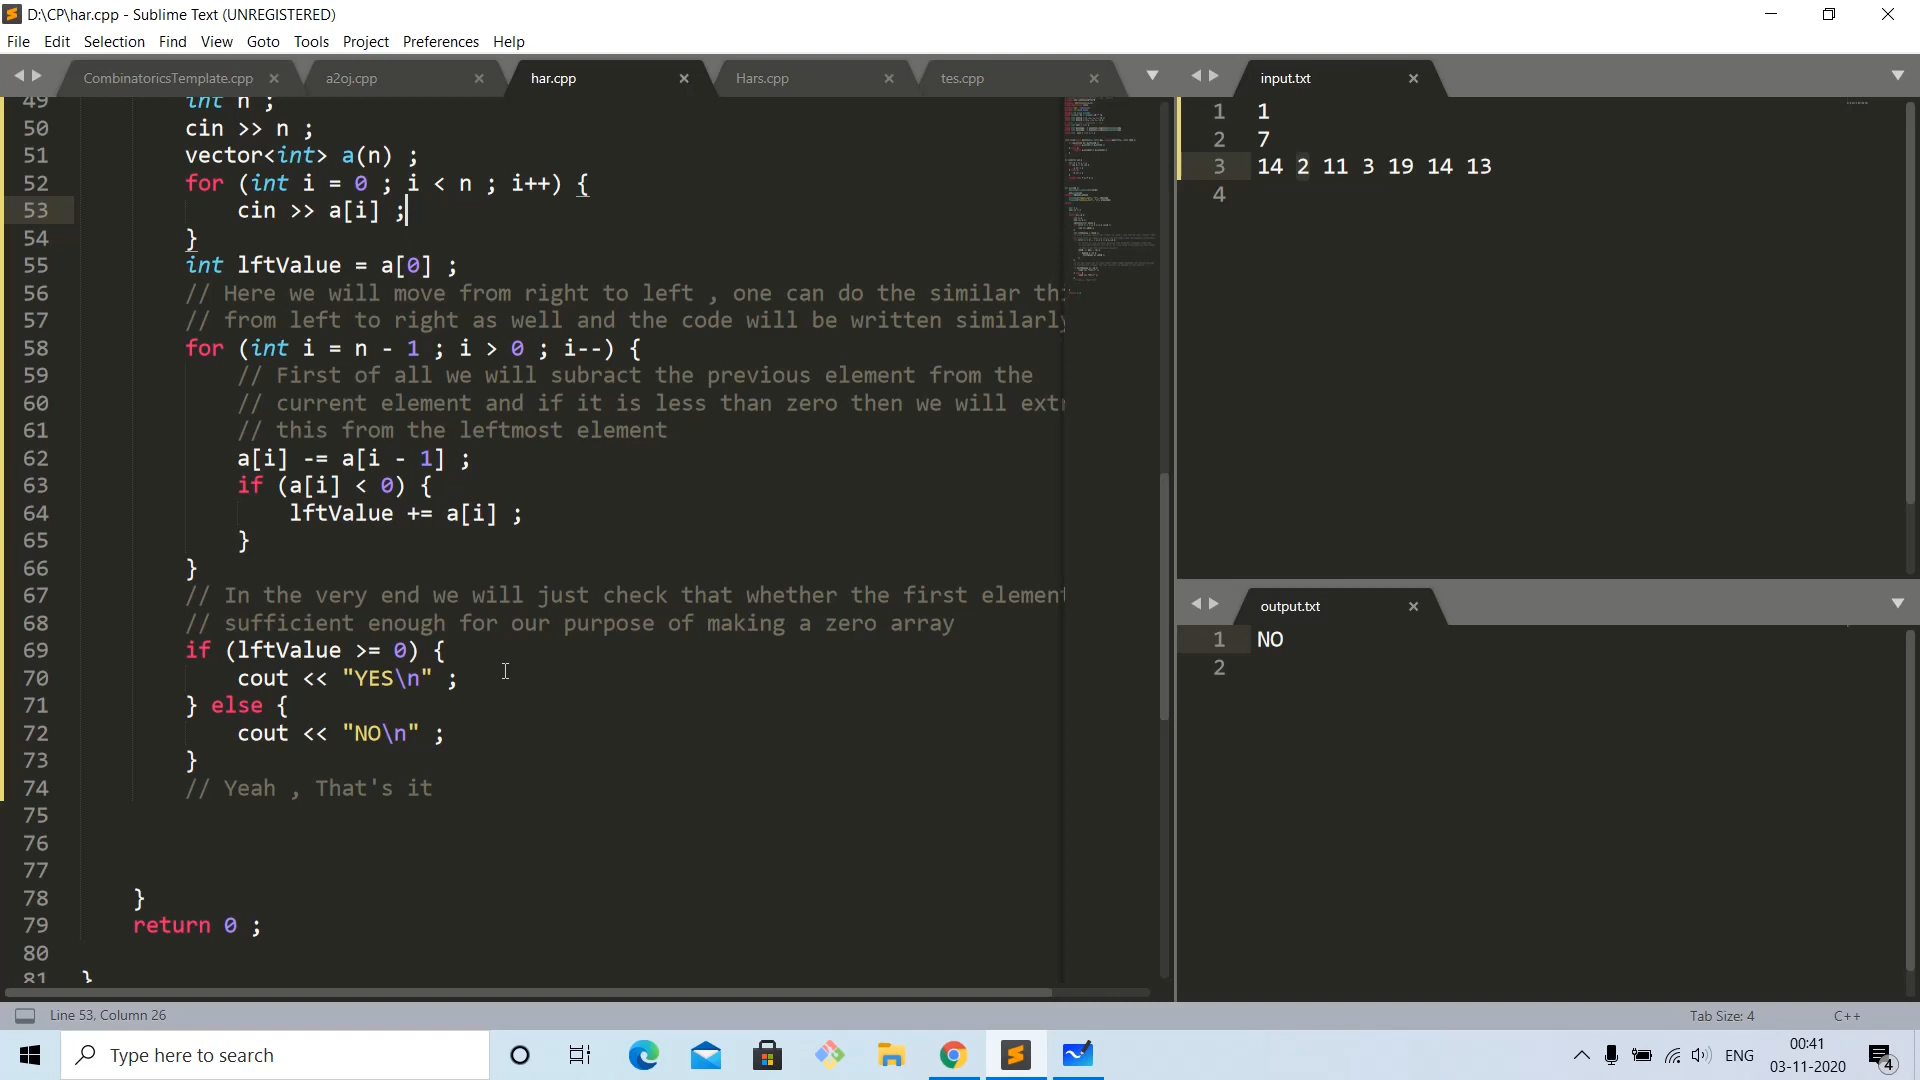 D:\CP\har.cpp - Sublime Text (UNREGISTERED)
File Edit Selection Find View Goto Tools Project Preferences Help
CombinatoricsTemplate.cpp a2oj.cpp har.cpp Hars.cpp tes.cpp
49 int n ;
50 cin >> n ;
51 vector<int> a(n) ;
52 for (int i = 0 ; i < n ; i++) {
53 cin >> a[i] ;
54 }
55 int lftValue = a[0] ;
56 // Here we will move from right to left , one can do the similar thi
57 // from left to right as well and the code will be written similarly
58 for (int i = n - 1 ; i > 0 ; i--) {
59 // First of all we will subract the previous element from the
60 // current element and if it is less than zero then we will extr
61 // this from the leftmost element
62 a[i] -= a[i - 1] ;
63 if (a[i] < 0) {
64 lftValue += a[i] ;
65 }
66 }
67 // In the very end we will just check that whether the first element
68 // sufficient enough for our purpose of making a zero array
69 if (lftValue >= 0) {
70 cout << "YES\n" ;
71 } else {
72 cout << "NO\n" ;
73 }
74 // Yeah , That's it
75
76
77
78 }
79 return 0 ;
80
81 }
input.txt
1 1
2 7
3 14 2 11 3 19 14 13
4
output.txt
1 NO
2
Line 53, Column 26
Tab Size: 4 C++
Type here to search
ENG
00:41
03-11-2020
4